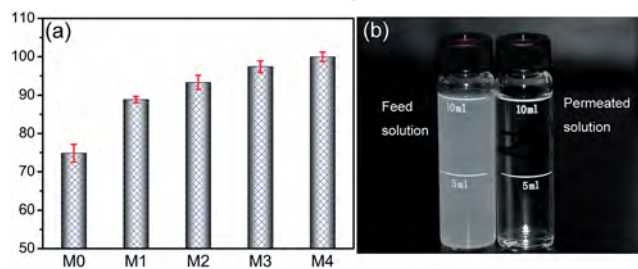 (a)
100
90
80
70
60
50
M0
M1
M2
M3
M4
(b)
Feed
solution
Permeated
solution
10ml
5ml
10ml
5ml